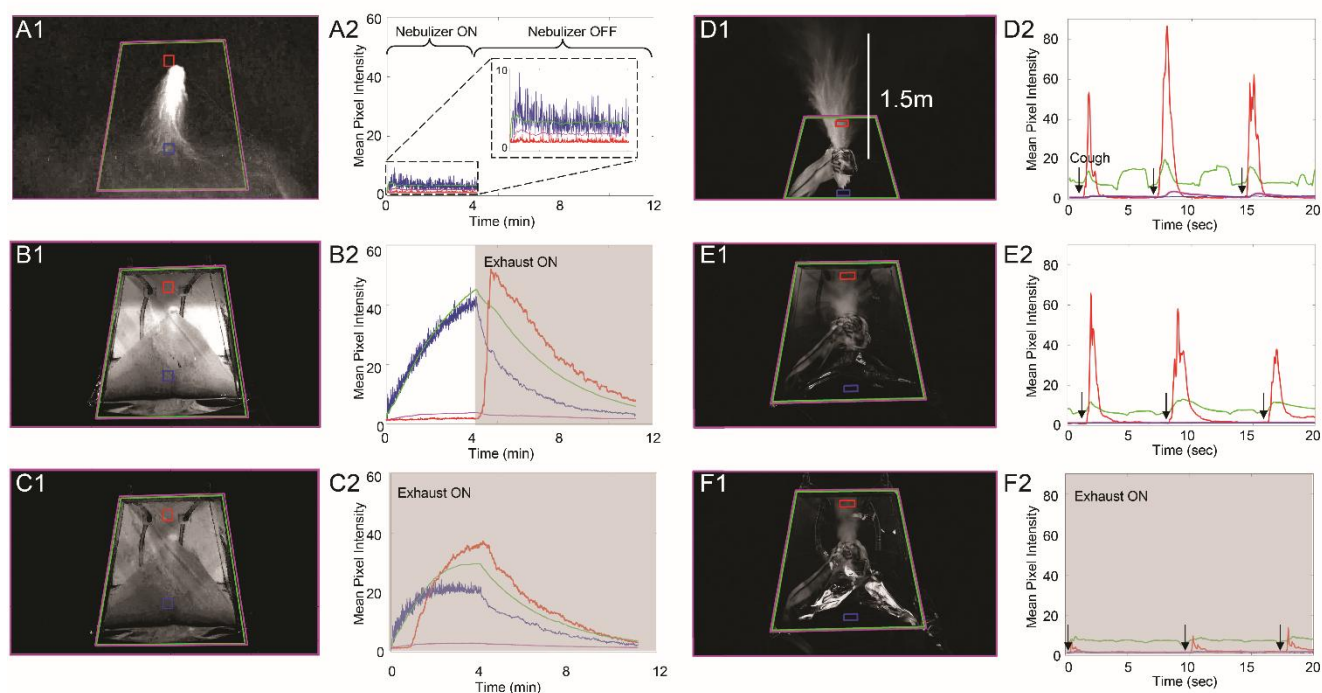 A1
A2
60
40
20
0
Mean Pixel Intensity
Nebulizer ON
Nebulizer OFF
10
0
0
4
8
12
Time (min)
D1
1.5m
D2
80
60
40
20
0
Mean Pixel Intensity
Cough
0
5
10
15
20
Time (sec)
B1
B2
60
40
20
0
Mean Pixel Intensity
Exhaust ON
0
4
8
12
Time (min)
E1
E2
80
60
40
20
0
Mean Pixel Intensity
0
5
10
15
20
Time (sec)
C1
C2
60
40
20
0
Mean Pixel Intensity
Exhaust ON
0
4
8
12
Time (min)
F1
F2
80
60
40
20
0
Mean Pixel Intensity
Exhaust ON
0
5
10
15
20
Time (sec)